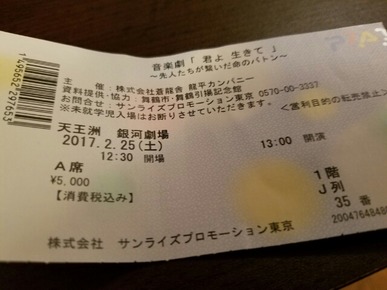 音楽劇「君よ 生きて」
～先人たちが繋いだ命のバトン～
主 催：株式会社蒼龍舎 龍平カンパニー
資料提供・協力：舞鶴市・舞鶴引揚記念館
お問合せ：サンライズプロモーション東京 0570-00-3337
※未就学児入場はお断りさせていただきます。 <営利目的の転売禁止>
天王洲 銀河劇場
2017. 2. 25(土) 13:00 開演
12:30 開場
A席
¥5,000
【消費税込み】
1階
J列
35 番
株式会社 サンライズプロモーション東京